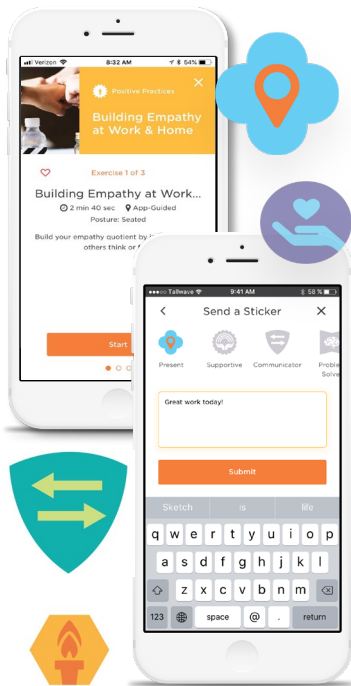 Verizon 8:32 AM 54%
Positive Practices
Building Empathy
at Work & Home
Exercise 1 of 3
Building Empathy at Work...
2 min 40 sec App-Guided
Posture: Seated
Build your empathy quotient by
others think or
Start
Tallwave 9:41 AM 58 %
Send a Sticker
Present Supportive Communicator Proble
Solve
Great work today!
Submit
Sketch is life
q w e r t y u i o p
a s d f g h j k l
z x c v b n m
123 space @ . return